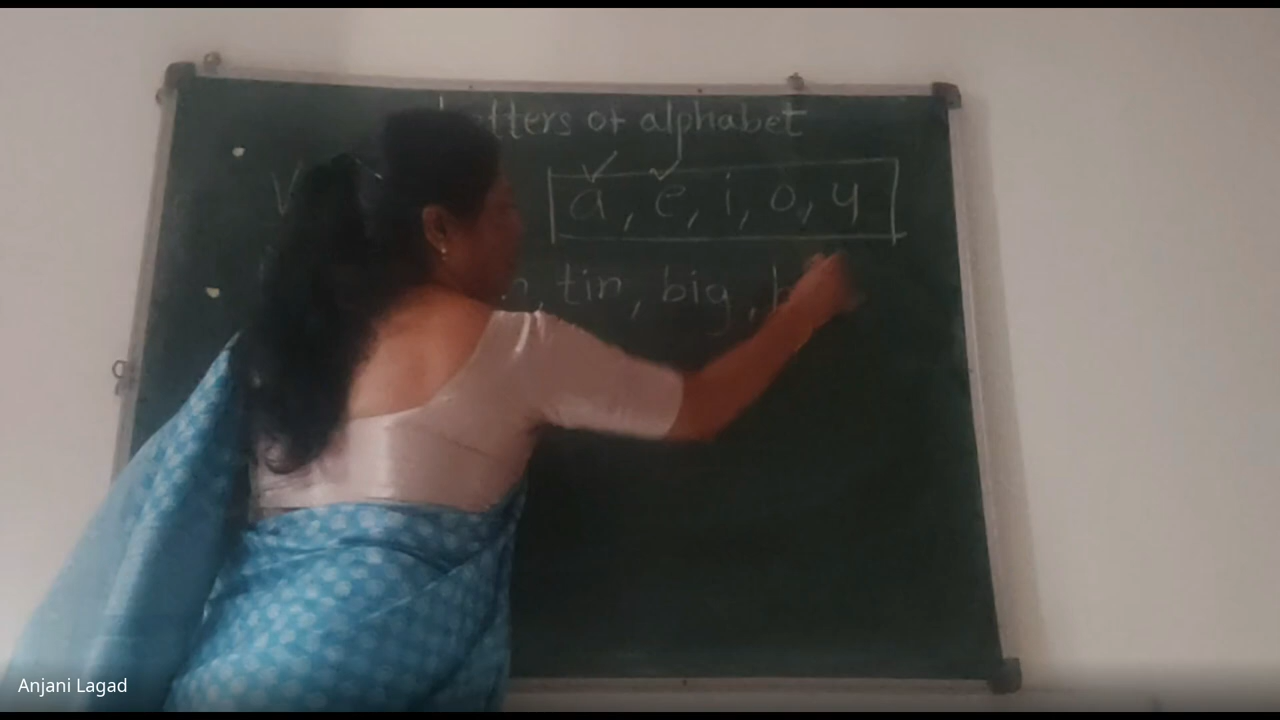 Letters of alphabet
a, e, i, o, y
tin, big,
Anjani Lagad